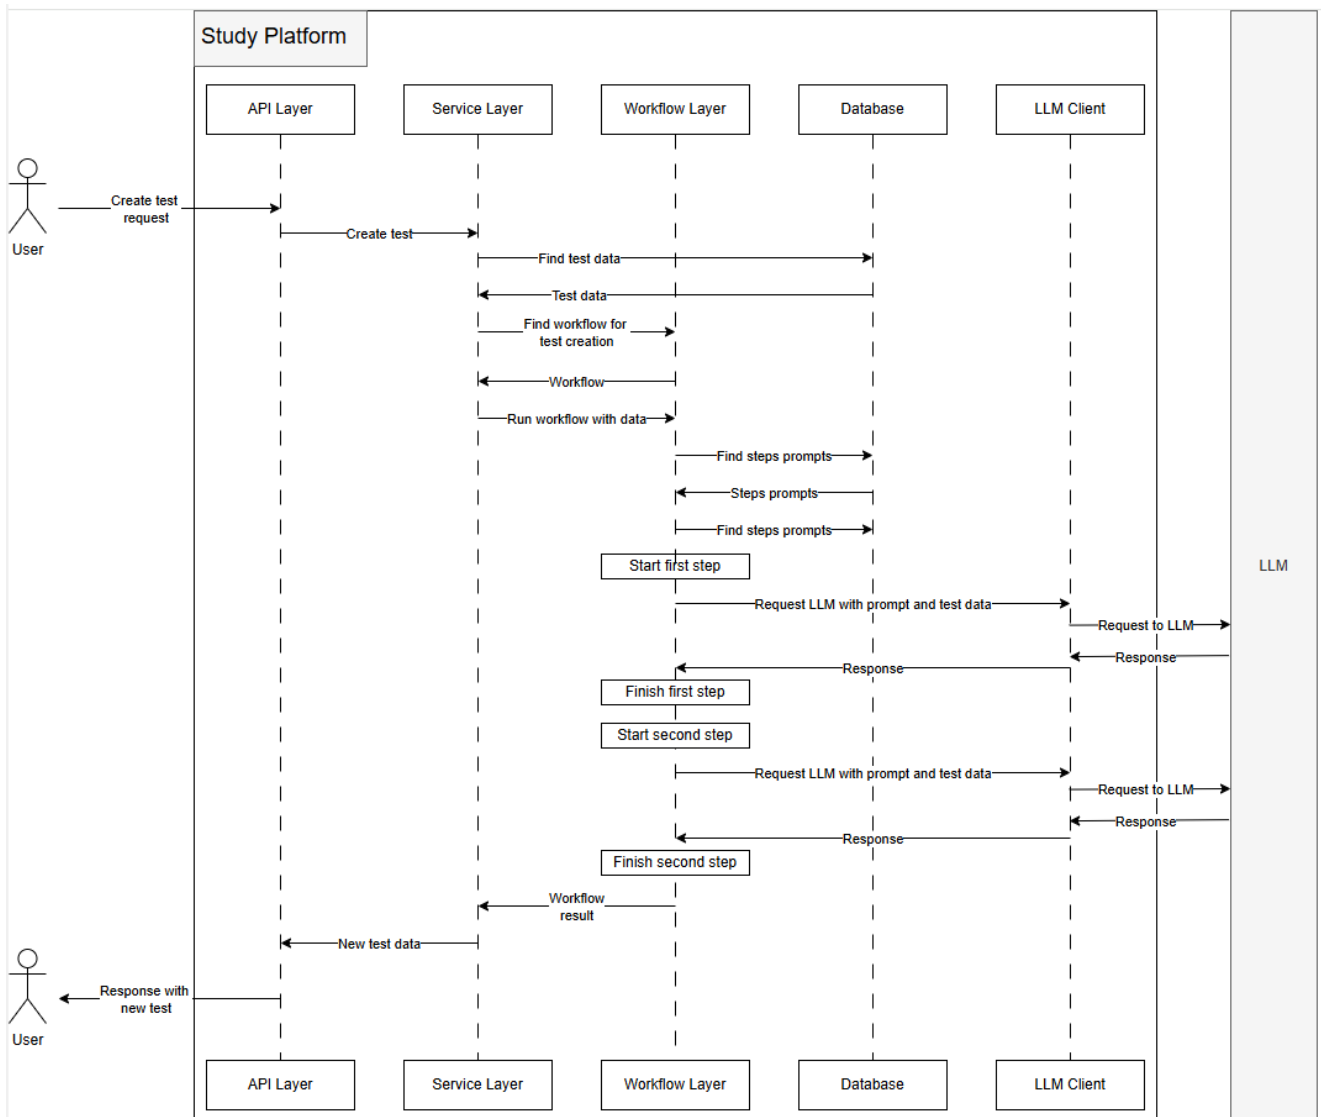 Study Platform
API Layer
Service Layer
Workflow Layer
Database
LLM Client
Create test
request
User
Create test
Find test data
Test data
Find workflow for
test creation
Workflow
Run workflow with data
Find steps prompts
Steps prompts
Find steps prompts
Start first step
LLM
Request LLM with prompt and test data
Request to LLM
Response
Response
Finish first step
Start second step
Request LLM with prompt and test data
Request to LLM
Response
Response
Finish second step
Workflow
result
New test data
Response with
new test
User
API Layer
Service Layer
Workflow Layer
Database
LLM Client